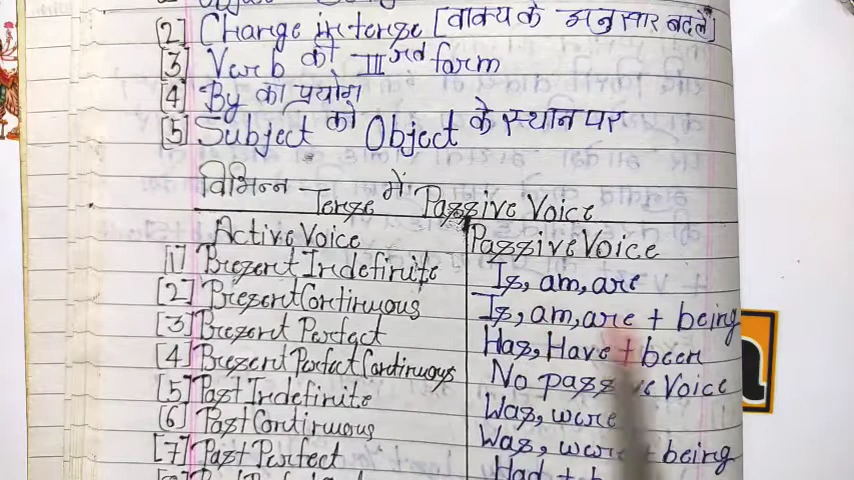 [2] Change in tense [वाक्य के अनुसार बदलें]
[3] Verb की IIIrd form
[4] By का प्रयोग
[5] Subject को Object के स्थान पर
विभिन्न Tense में Passive Voice
Active Voice Passive Voice
[1] Present Indefinite Is, am, are
[2] Present Continuous Is, am, are + being
[3] Present Perfect Has, Have + been
[4] Present Perfect Continuous No passive Voice
[5] Past Indefinite Was, were
[6] Past Continuous Was, were + being
[7] Past Perfect Had +